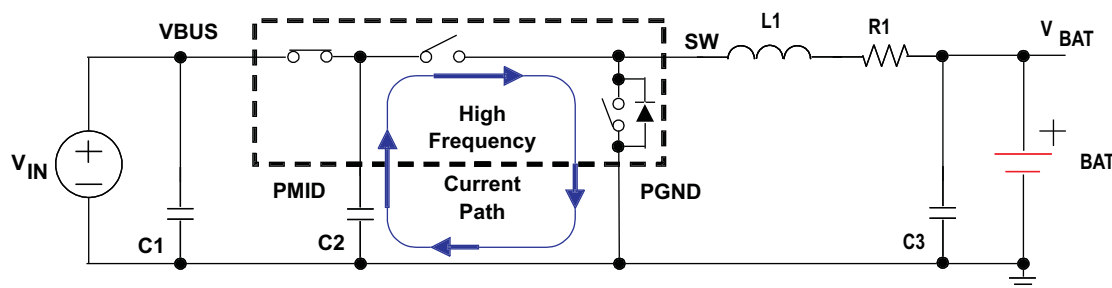 VBUS
SW
L1
R1
V BAT
High
Frequency
+
V IN
+
−
BAT
PMID
Current
Path
PGND
C1
C2
C3